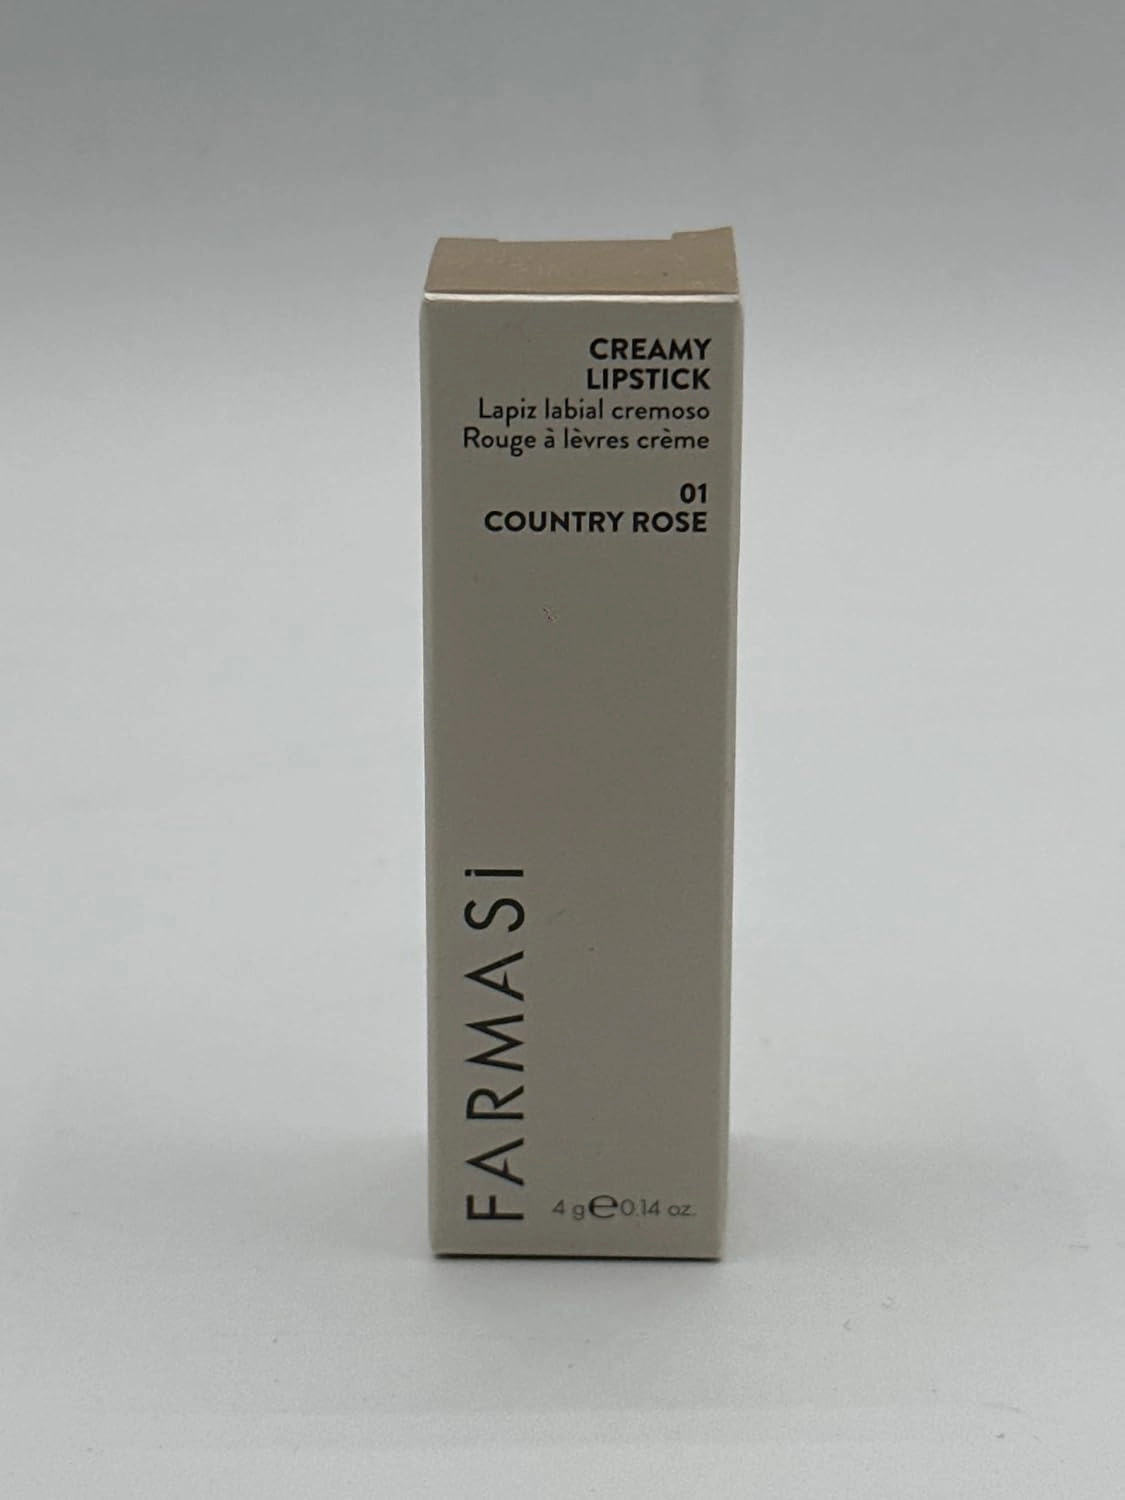 CREAMY
LIPSTICK
Lapiz labial cremoso
Rouge à lèvres crème
01
COUNTRY ROSE
FARMASi
4 g ℮ 0.14 oz.